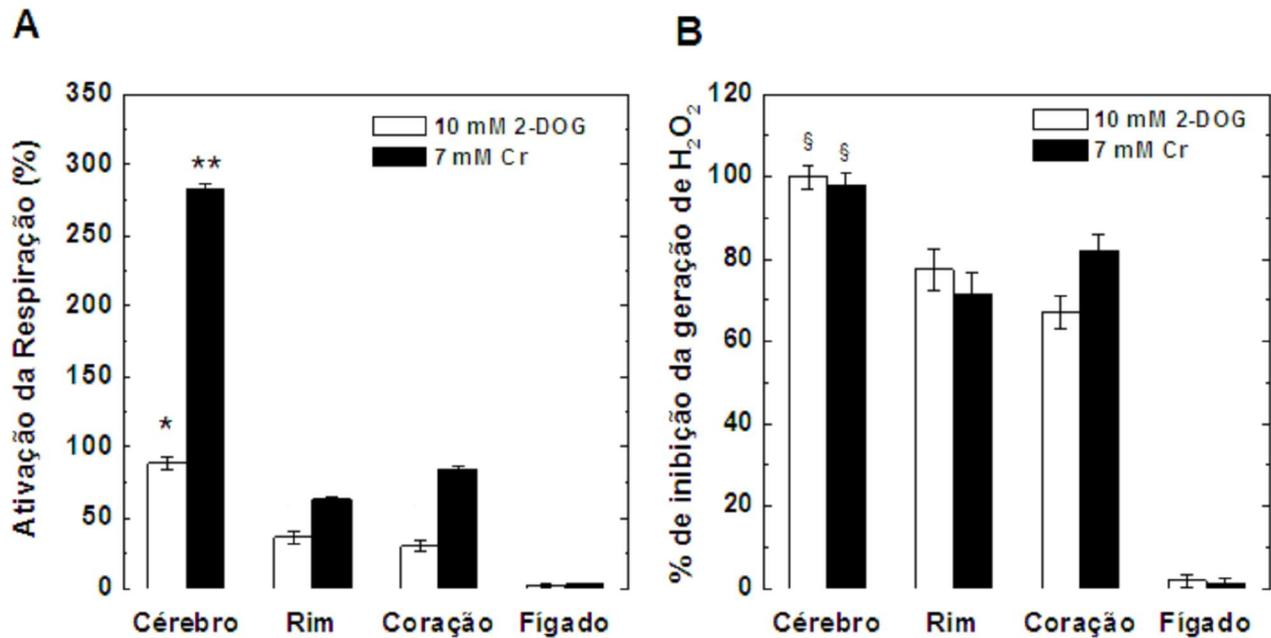 A
Ativação da Respiração (%)
350
300
250
200
150
100
50
0
10 mM 2-DOG
7 mM Cr
*
**
Cérebro Rim Coração Fígado
B
% de inibição da geração de H₂O₂
120
100
80
60
40
20
0
10 mM 2-DOG
7 mM Cr
§ §
Cérebro Rim Coração Fígado